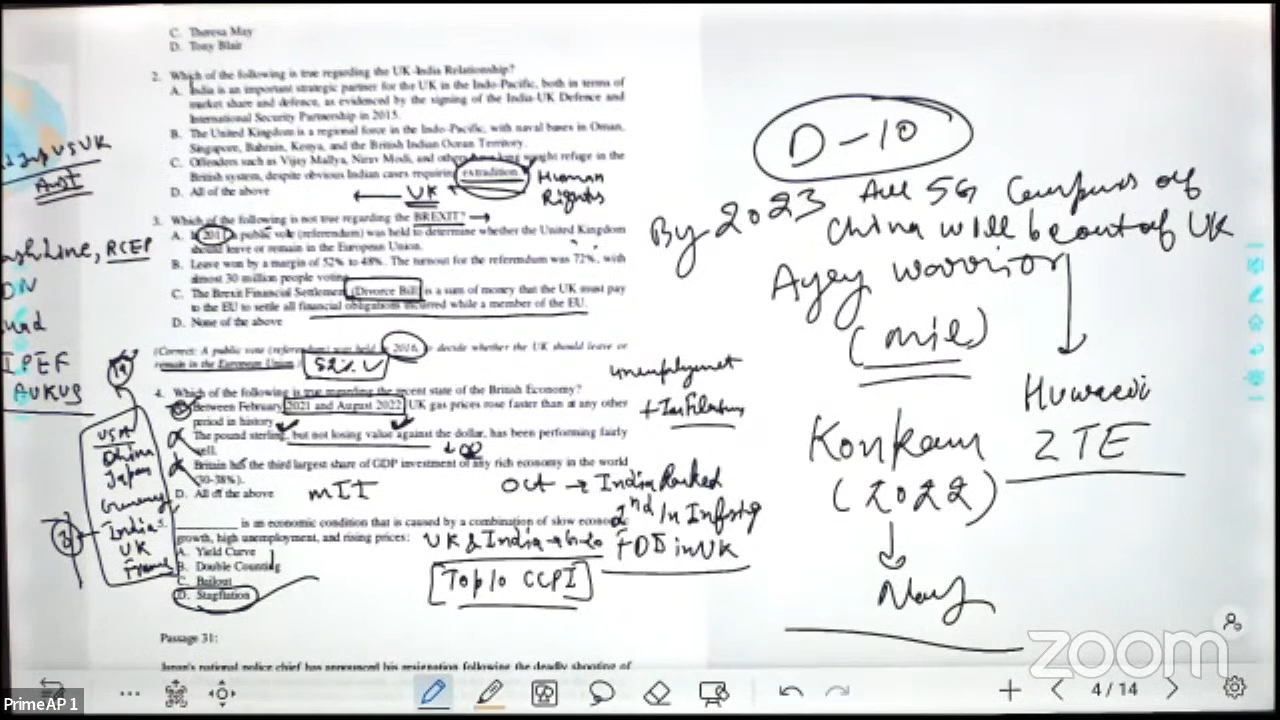 C. Theresa May
D. Tony Blair
2. Which of the following is true regarding the UK-India Relationship?
A. India is an important strategic partner for the UK in the Indo-Pacific, both in terms of
market share and defence, as evidenced by the signing of the India-UK Defence and
International Security Partnership in 2015.
B. The United Kingdom is a regional force in the Indo-Pacific, with naval bases in Oman,
Singapore, Bahrain, Kenya, and the British Indian Ocean Territory.
C. Offenders such as Vijay Mallya, Nirav Modi, and others have long sought refuge in the
British system, despite obvious Indian cases requiring extradition.
D. All of the above
UK
Human
Rights
3. Which of the following is not true regarding the BREXIT?
A. In 2017 a public vote (referendum) was held to determine whether the United Kingdom
should leave or remain in the European Union.
B. Leave won by a margin of 52% to 48%. The turnout for the referendum was 72%, with
almost 30 million people voting.
C. The Brexit Financial Settlement (Divorce Bill) is a sum of money that the UK must pay
to the EU to settle all financial obligations incurred while a member of the EU.
D. None of the above
(Correct: A public vote (referendum) was held in 2016, to decide whether the UK should leave or
remain in the European Union.)
52%
4. Which of the following is true regarding the recent state of the British Economy?
Between February 2021 and August 2022, UK gas prices rose faster than at any other
period in history
The pound sterling, but not losing value against the dollar, has been performing fairly
well.
Britain has the third largest share of GDP investment of any rich economy in the world
(30-38%).
D. All of the above
MIT
Oct → India Ranked
2nd in
FDI in UK
5. __________ is an economic condition that is caused by a combination of slow economic
growth, high unemployment, and rising prices:
A. Yield Curve
B. Double Counting
C. Bailout
D. Stagflation
UK & India
Top 10 CCPI
Passage 31:
Japan's national police chief has announced his resignation following the deadly shooting of
UK
Aust
RCEP
IPEF
AUKUS
USA
China
Japan
Germany
India
UK
D-10
By 2023 All 5G of
China will be out of UK
Ajey warrior
(Mil)
Konkan
(2022)
Navy
Huwaei
ZTE
Unemployment
zoom
4 / 14
PrimeAP 1